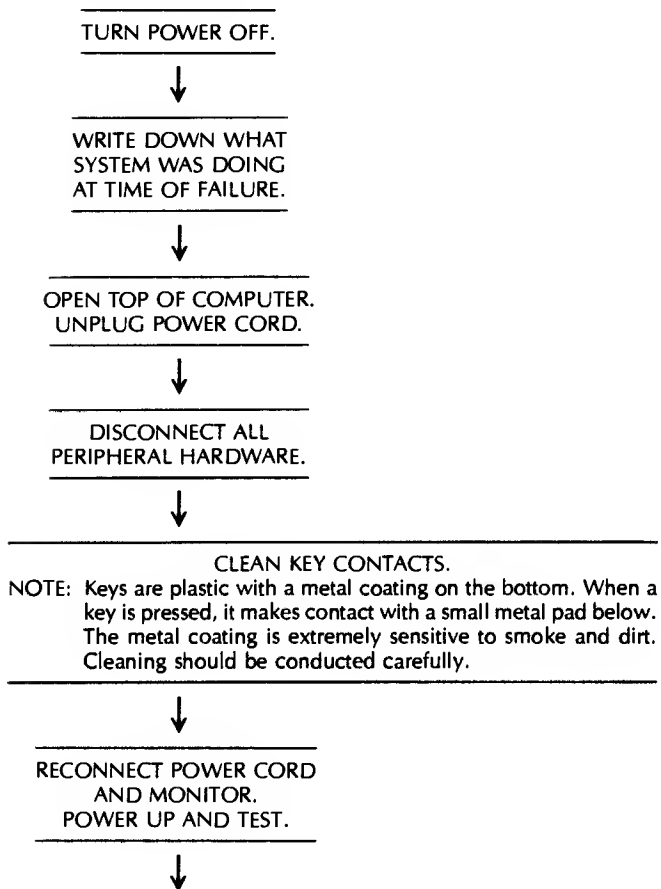 TURN POWER OFF.
WRITE DOWN WHAT
SYSTEM WAS DOING
AT TIME OF FAILURE.
OPEN TOP OF COMPUTER.
UNPLUG POWER CORD.
DISCONNECT ALL
PERIPHERAL HARDWARE.
CLEAN KEY CONTACTS.
NOTE: Keys are plastic with a metal coating on the bottom. When a
key is pressed, it makes contact with a small metal pad below.
The metal coating is extremely sensitive to smoke and dirt.
Cleaning should be conducted carefully.
RECONNECT POWER CORD
AND MONITOR.
POWER UP AND TEST.